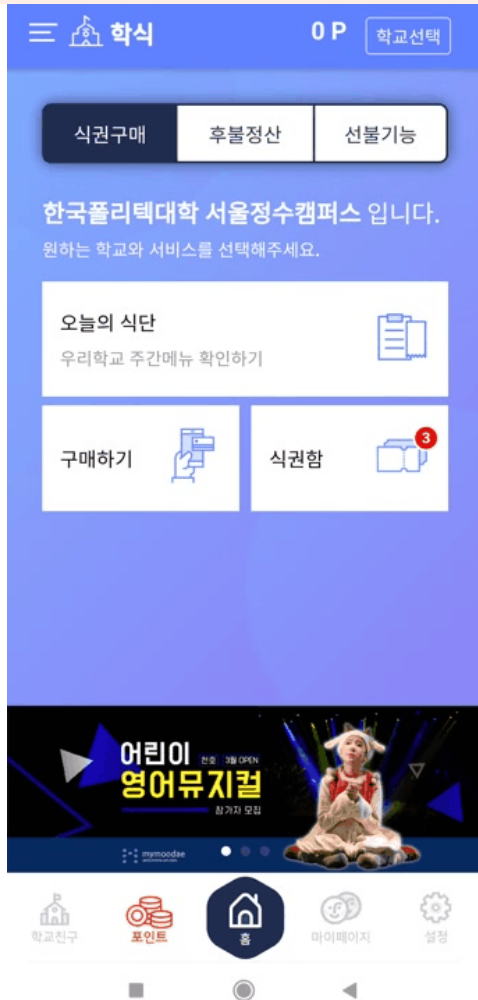 학식
0 P
학교선택
식권구매
후불정산
선불기능
한국폴리텍대학 서울정수캠퍼스 입니다.
원하는 학교와 서비스를 선택해주세요.
오늘의 식단
우리학교 주간메뉴 확인하기
구매하기
식권함
3
어린이
천호 3월 OPEN
영어뮤지컬
참가자 모집
mymoodae
학교친구
포인트
홈
마이페이지
설정